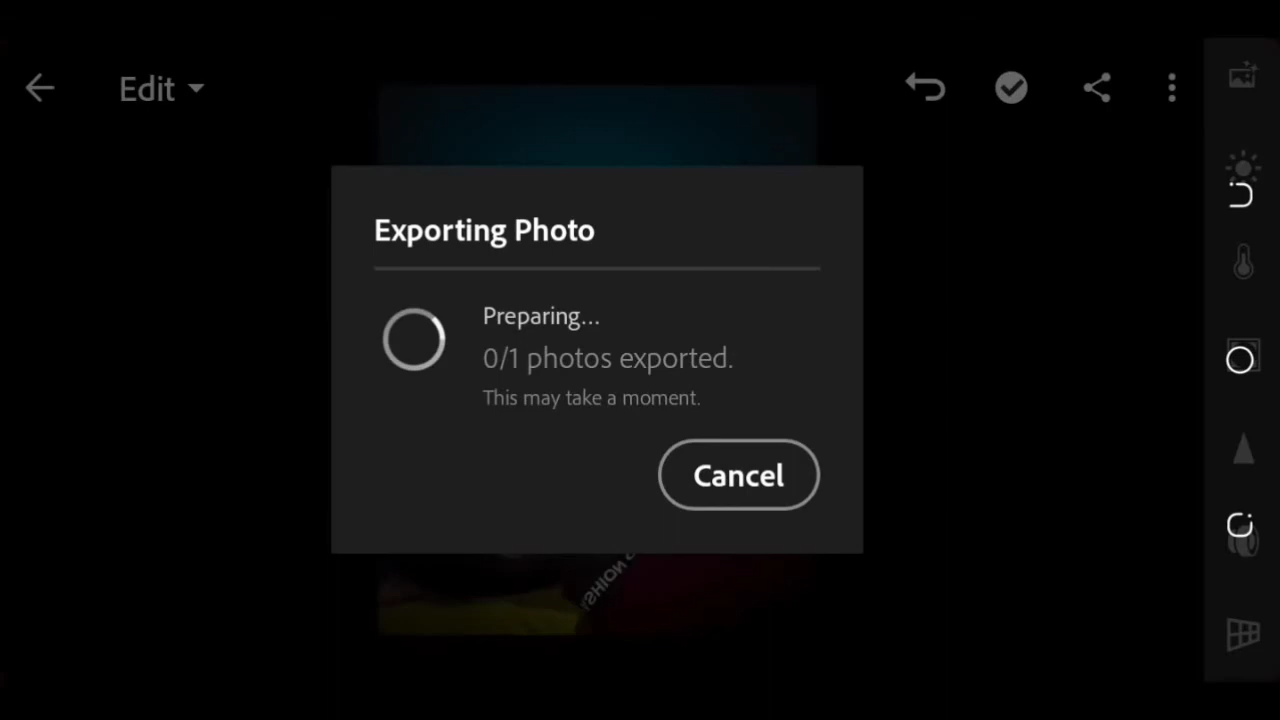 Edit
Exporting Photo
Preparing...
0/1 photos exported.
This may take a moment.
Cancel